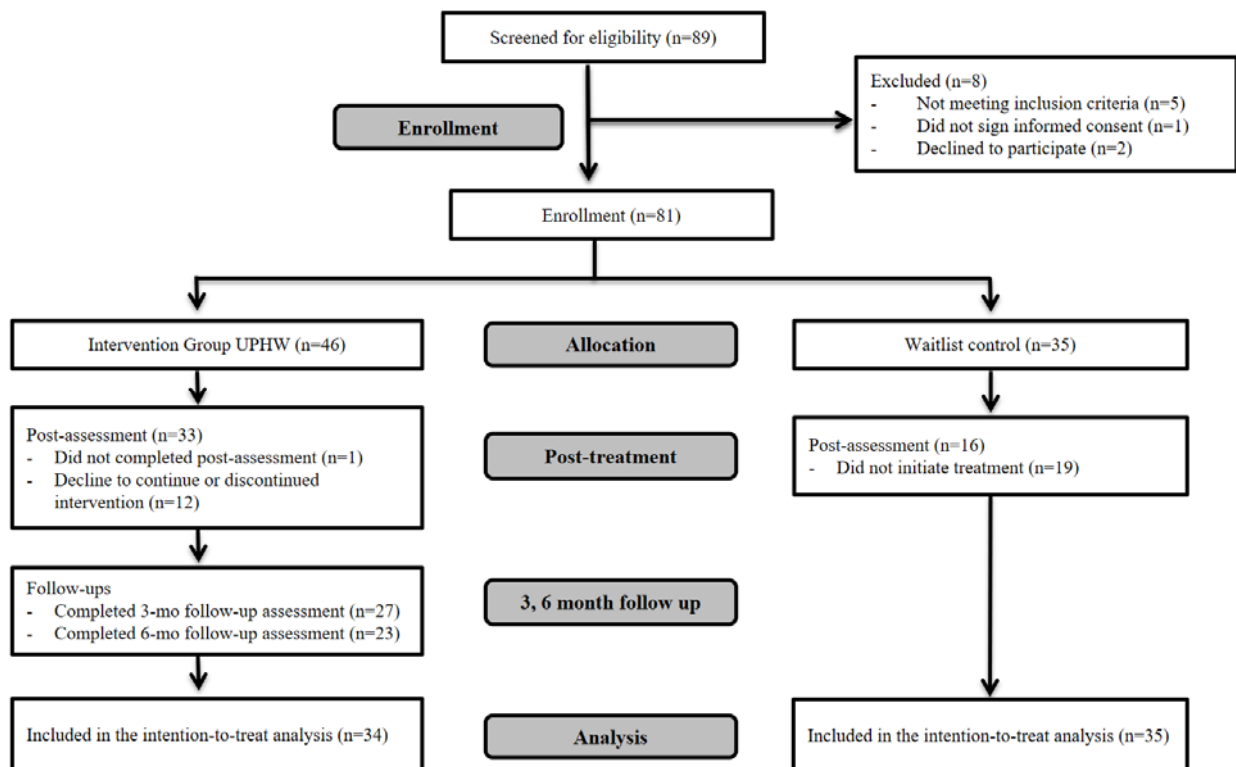 Screened for eligibility (n=89)
Excluded (n=8)
- Not meeting inclusion criteria (n=5)
- Did not sign informed consent (n=1)
- Declined to participate (n=2)
Enrollment
Enrollment (n=81)
Intervention Group UPHW (n=46)
Allocation
Waitlist control (n=35)
Post-assessment (n=33)
- Did not completed post-assessment (n=1)
- Decline to continue or discontinued
intervention (n=12)
Post-treatment
Post-assessment (n=16)
- Did not initiate treatment (n=19)
Follow-ups
- Completed 3-mo follow-up assessment (n=27)
- Completed 6-mo follow-up assessment (n=23)
3, 6 month follow up
Included in the intention-to-treat analysis (n=34)
Analysis
Included in the intention-to-treat analysis (n=35)